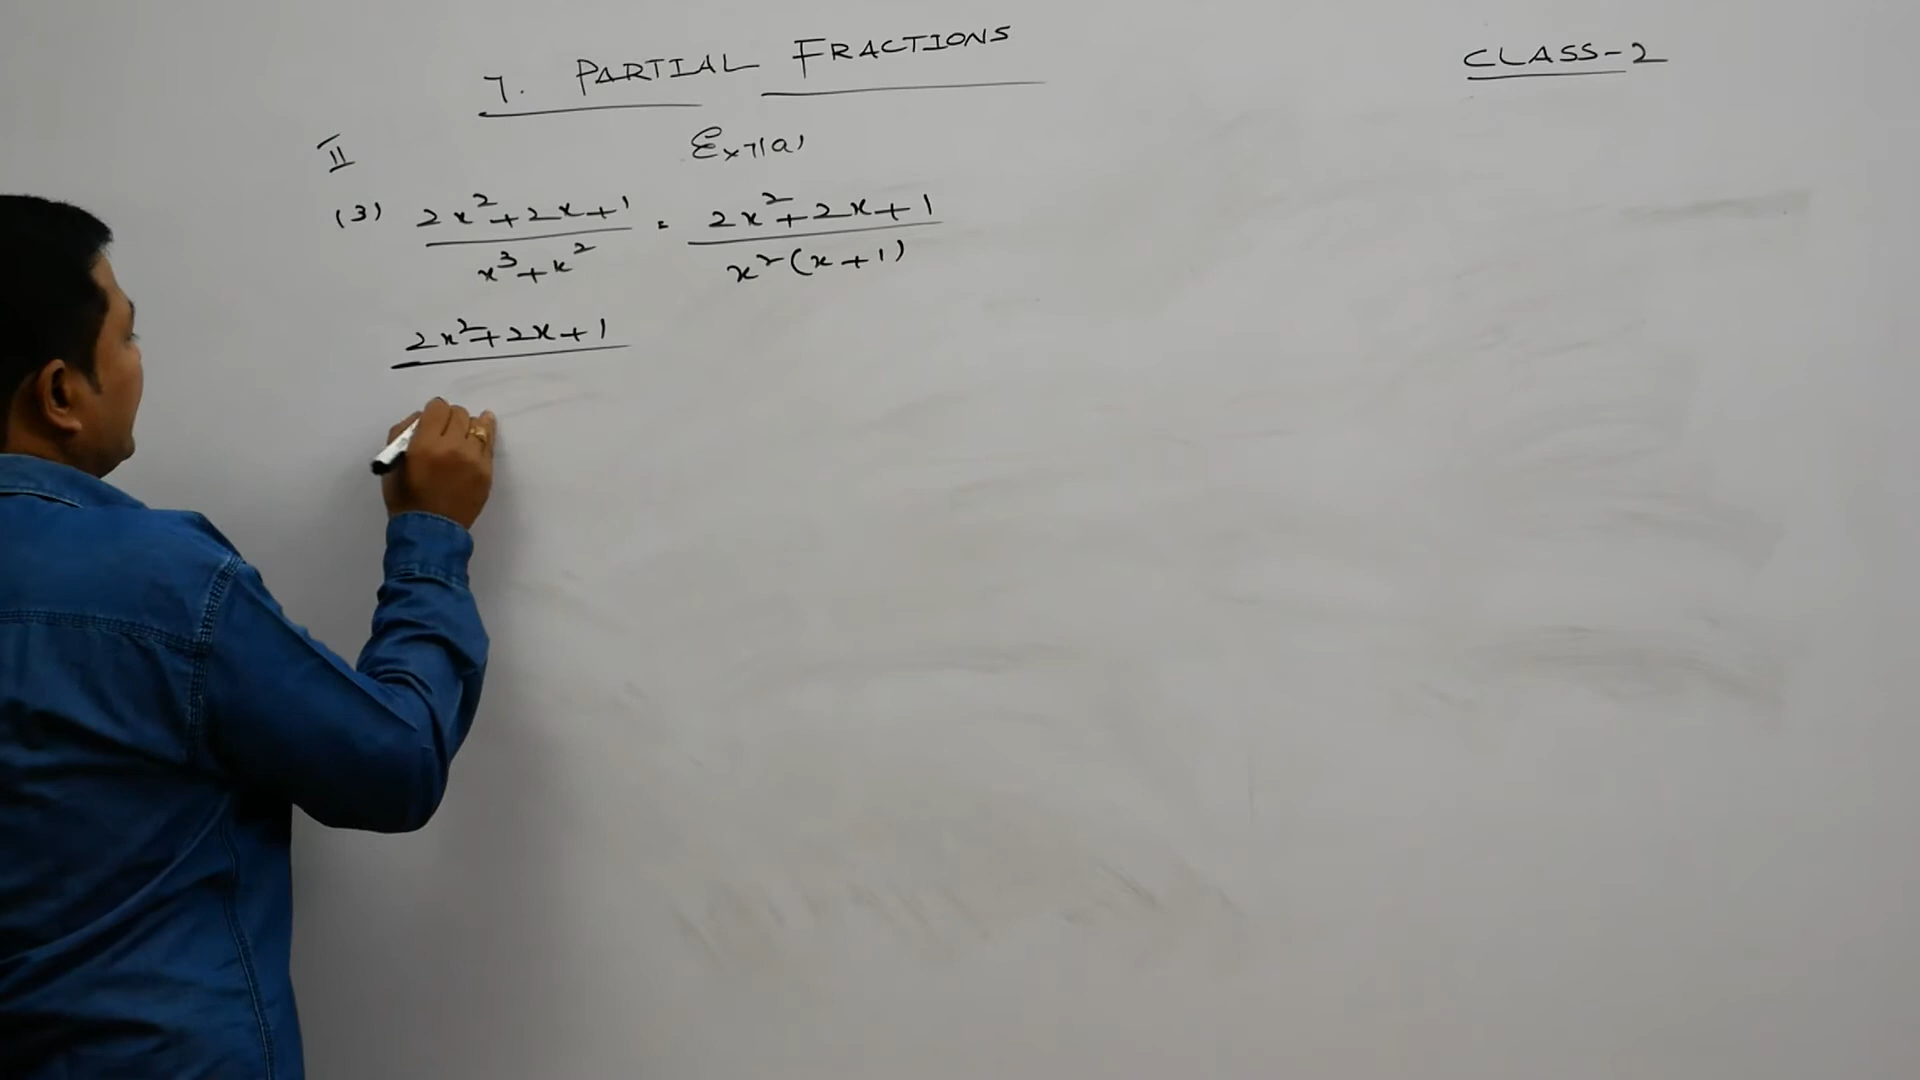 7. PARTIAL FRACTIONS
CLASS-2
II
Ex 7(a)
(3) (2x²+2x+1)/(x³+x²) = (2x²+2x+1)/(x²(x+1))
2x²+2x+1